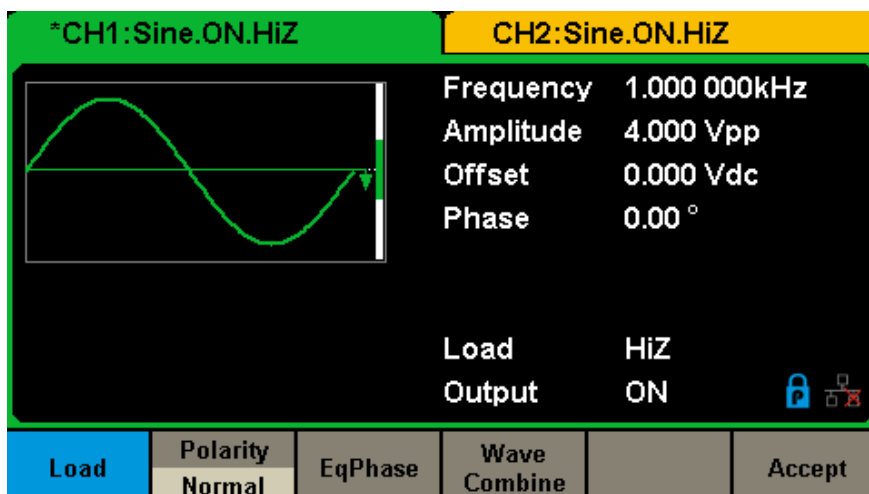 *CH1:Sine.ON.HiZ
CH2:Sine.ON.HiZ
Frequency 1.000 000kHz
Amplitude 4.000 Vpp
Offset 0.000 Vdc
Phase 0.00 °
Load HiZ
Output ON
P
Load
Polarity
Normal
EqPhase
Wave
Combine
Accept